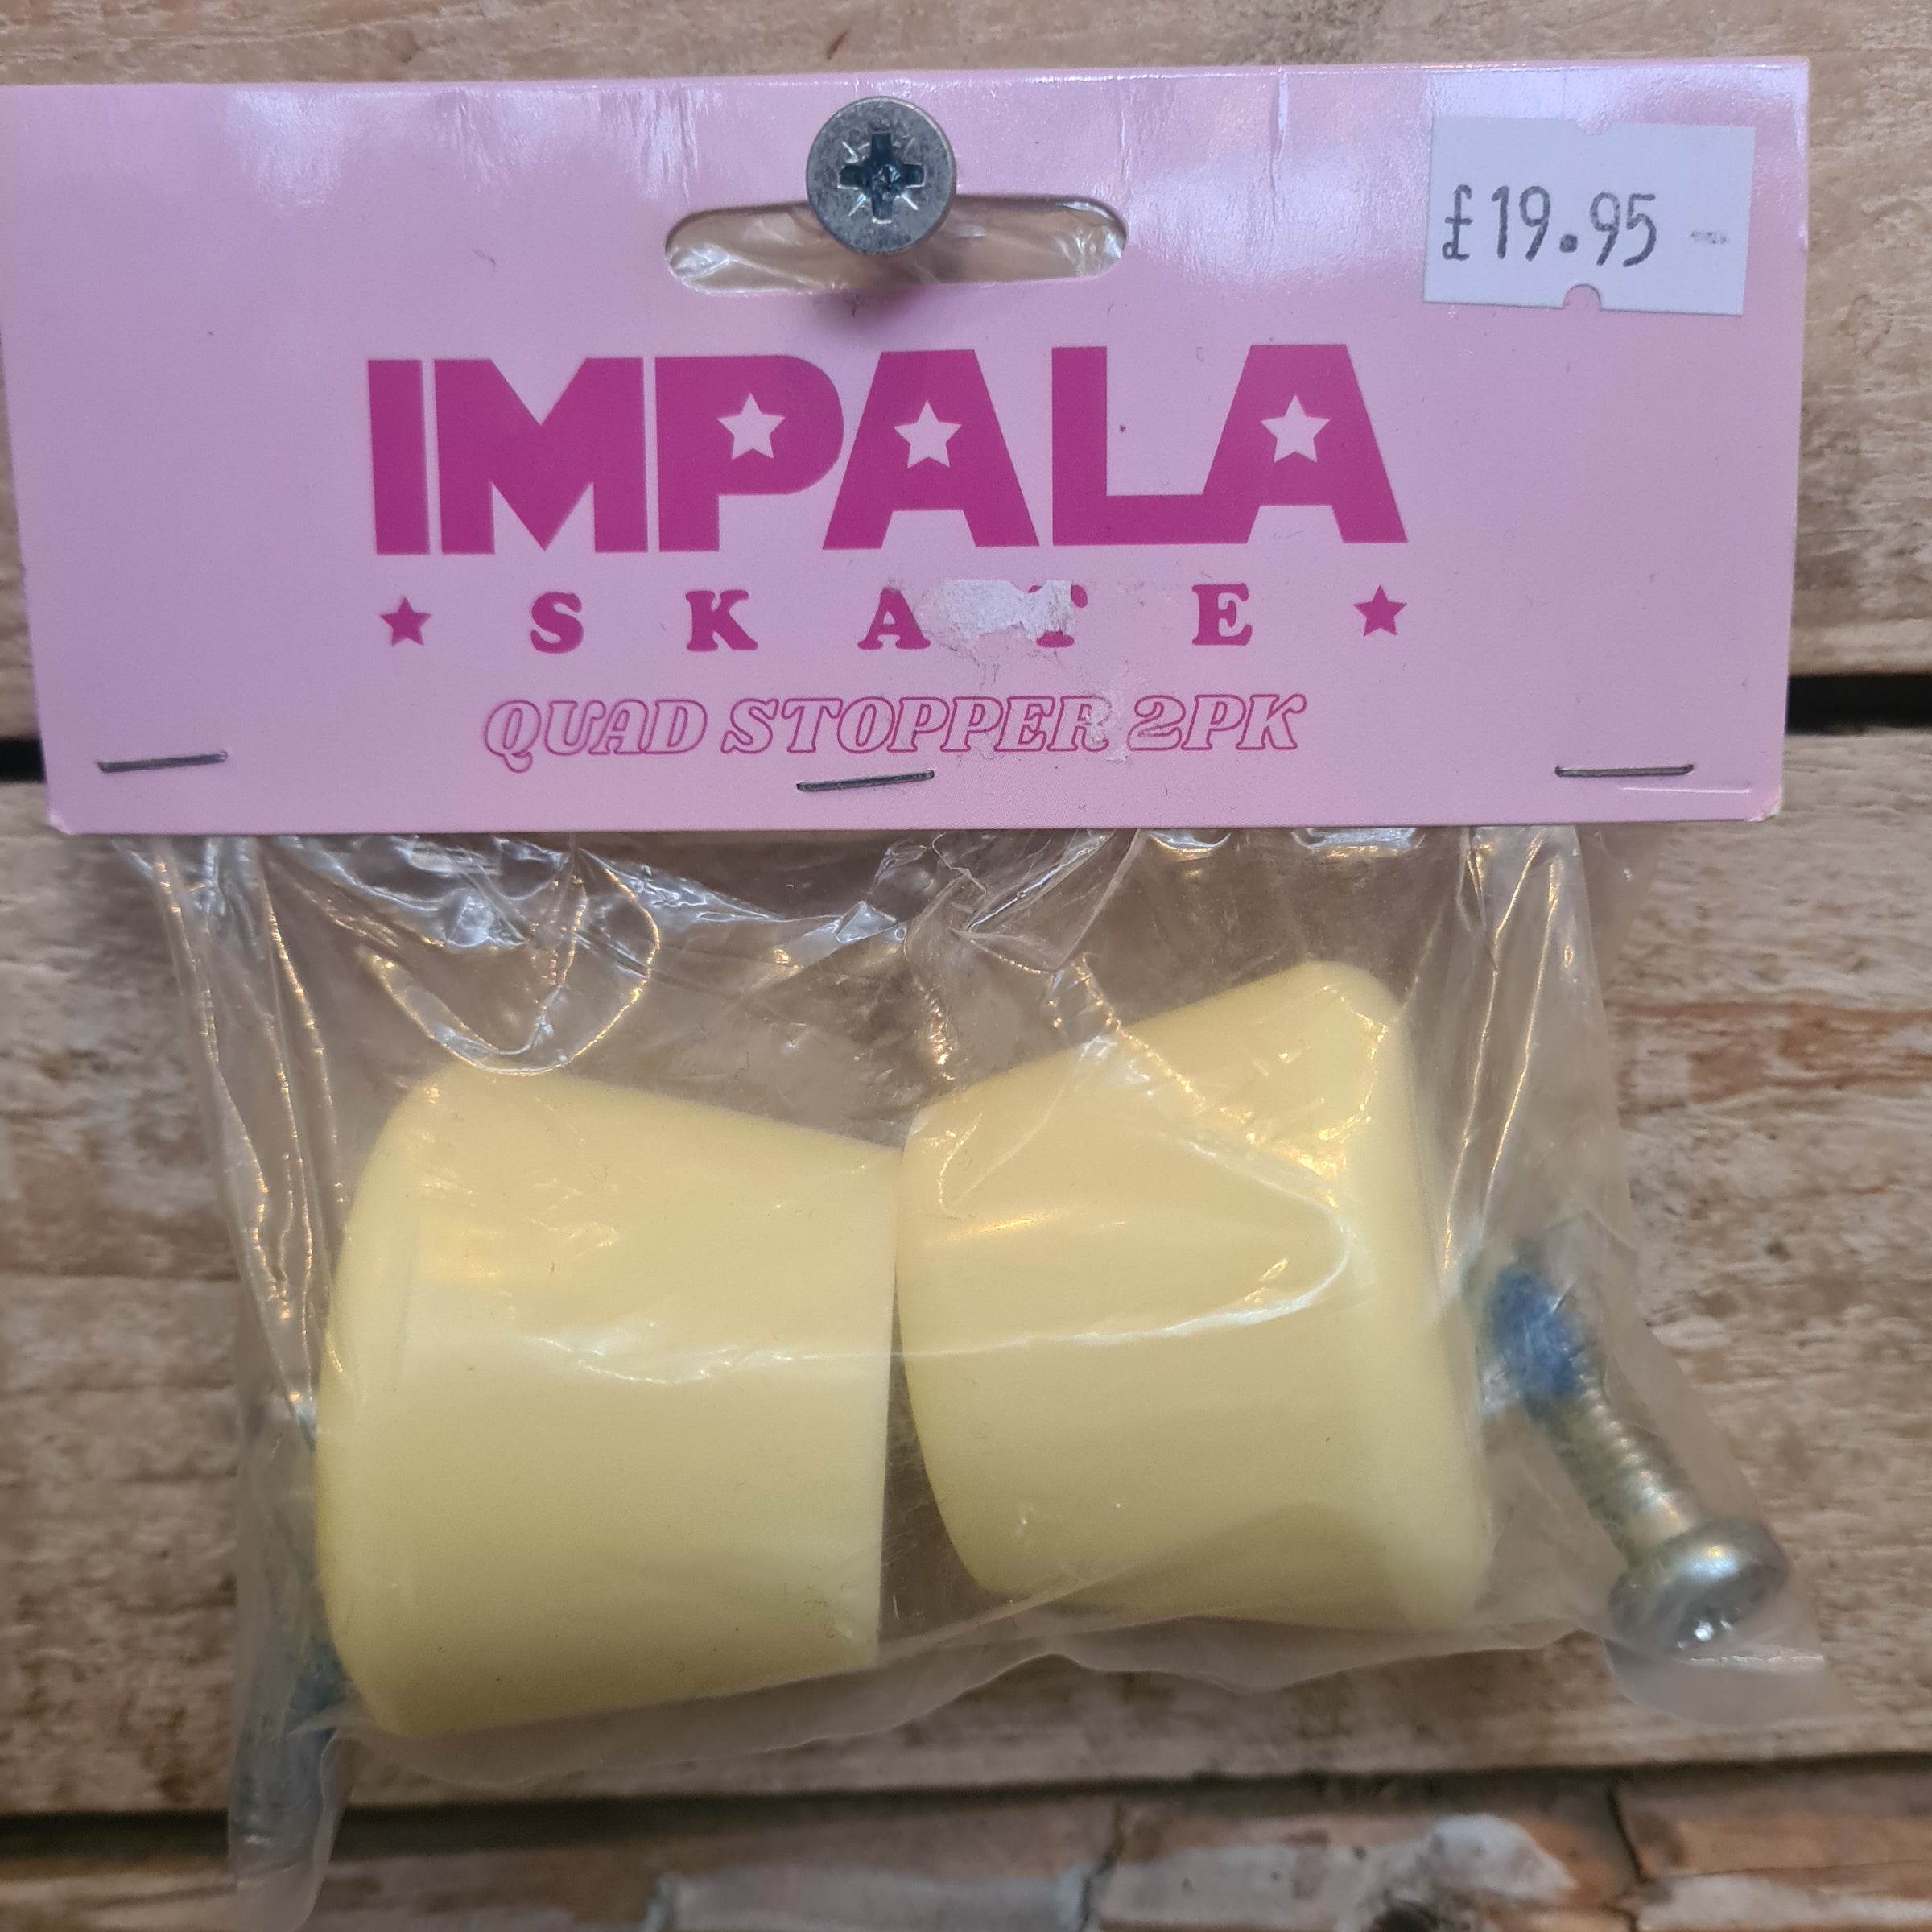 £19.95
IMPALA
SKATE
QUAD STOPPER 2PK